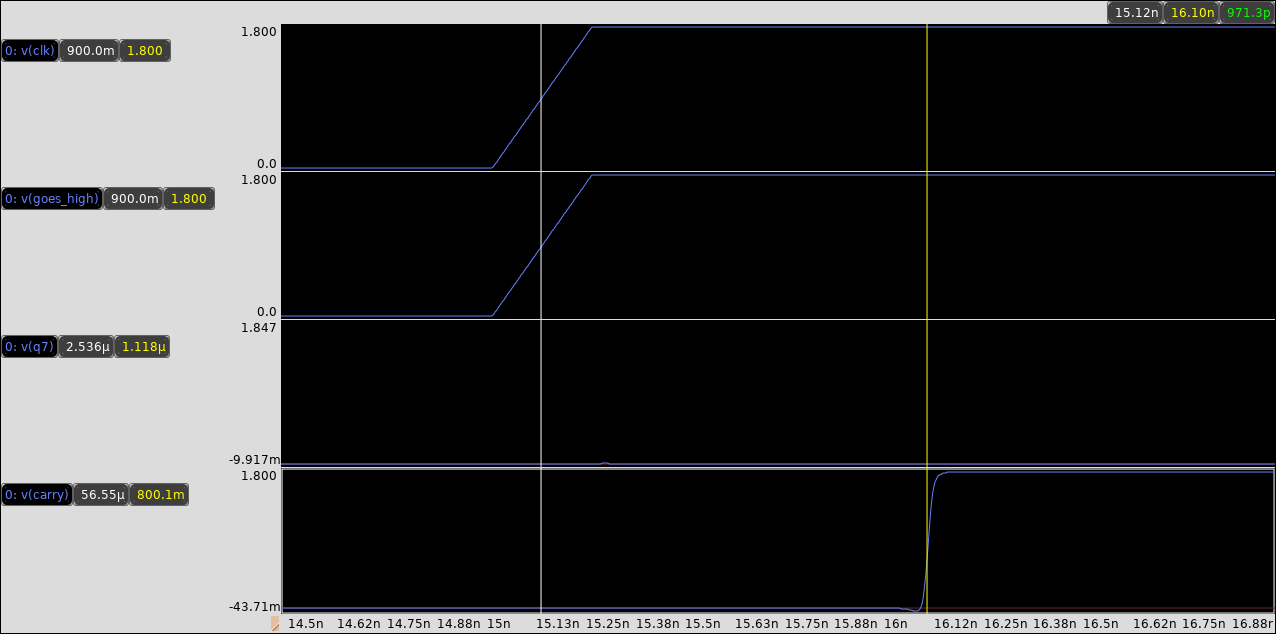 15.12n 16.10n 971.3p
1.800
0: v(clk) 900.0m 1.800
0.0
1.800
0: v(goes_high) 900.0m 1.800
0.0
1.847
0: v(q7) 2.536µ 1.118µ
-9.917m
1.800
0: v(carry) 56.55µ 800.1m
-43.71m
14.5n 14.62n 14.75n 14.88n 15n 15.13n 15.25n 15.38n 15.5n 15.63n 15.75n 15.88n 16n 16.12n 16.25n 16.38n 16.5n 16.62n 16.75n 16.88n